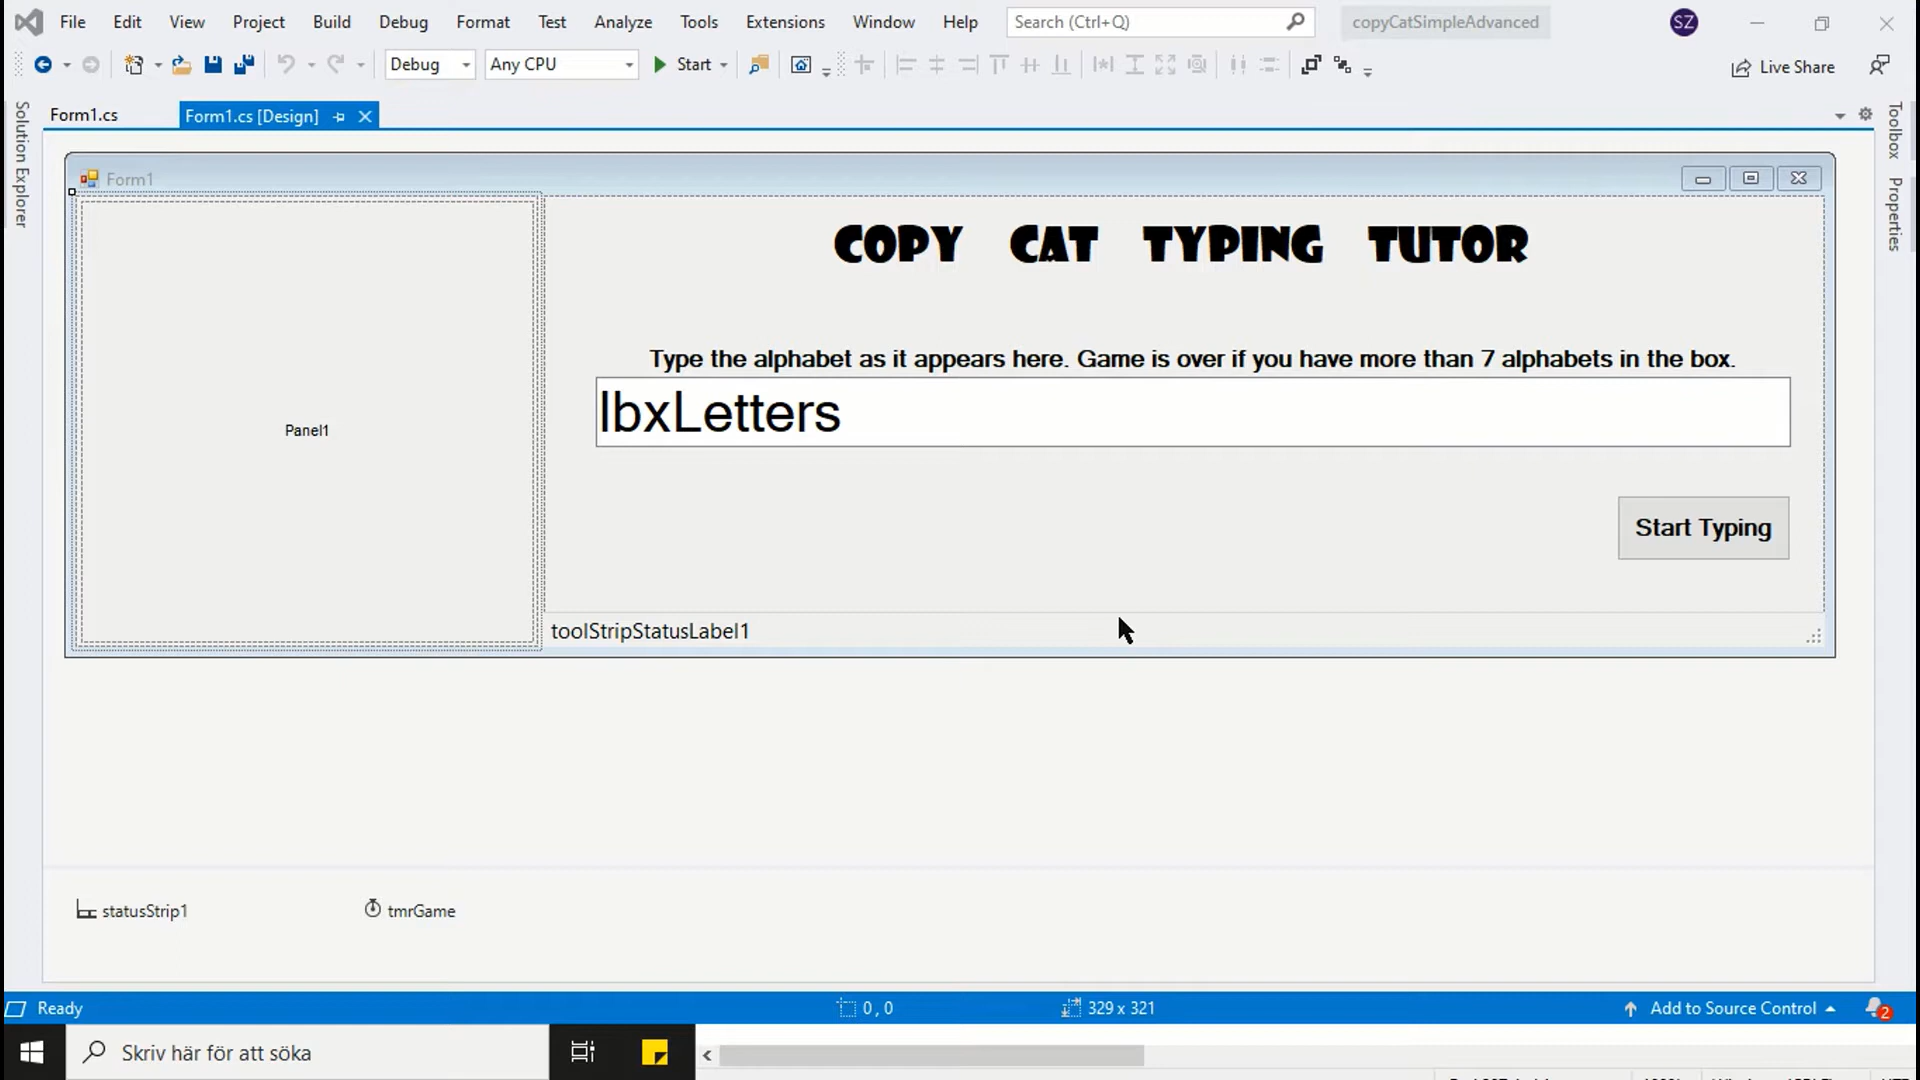 File Edit View Project Build Debug Format Test Analyze Tools Extensions Window Help Search (Ctrl+Q) copyCatSimpleAdvanced SZ
Debug Any CPU Start Live Share
Form1.cs Form1.cs [Design]
Solution Explorer
Toolbox
Properties
Form1
Panel1
COPY CAT TYPING TUTOR
Type the alphabet as it appears here. Game is over if you have more than 7 alphabets in the box.
lbxLetters
Start Typing
toolStripStatusLabel1
statusStrip1 tmrGame
Ready 0 , 0 329 x 321 Add to Source Control 2
Skriv här för att söka